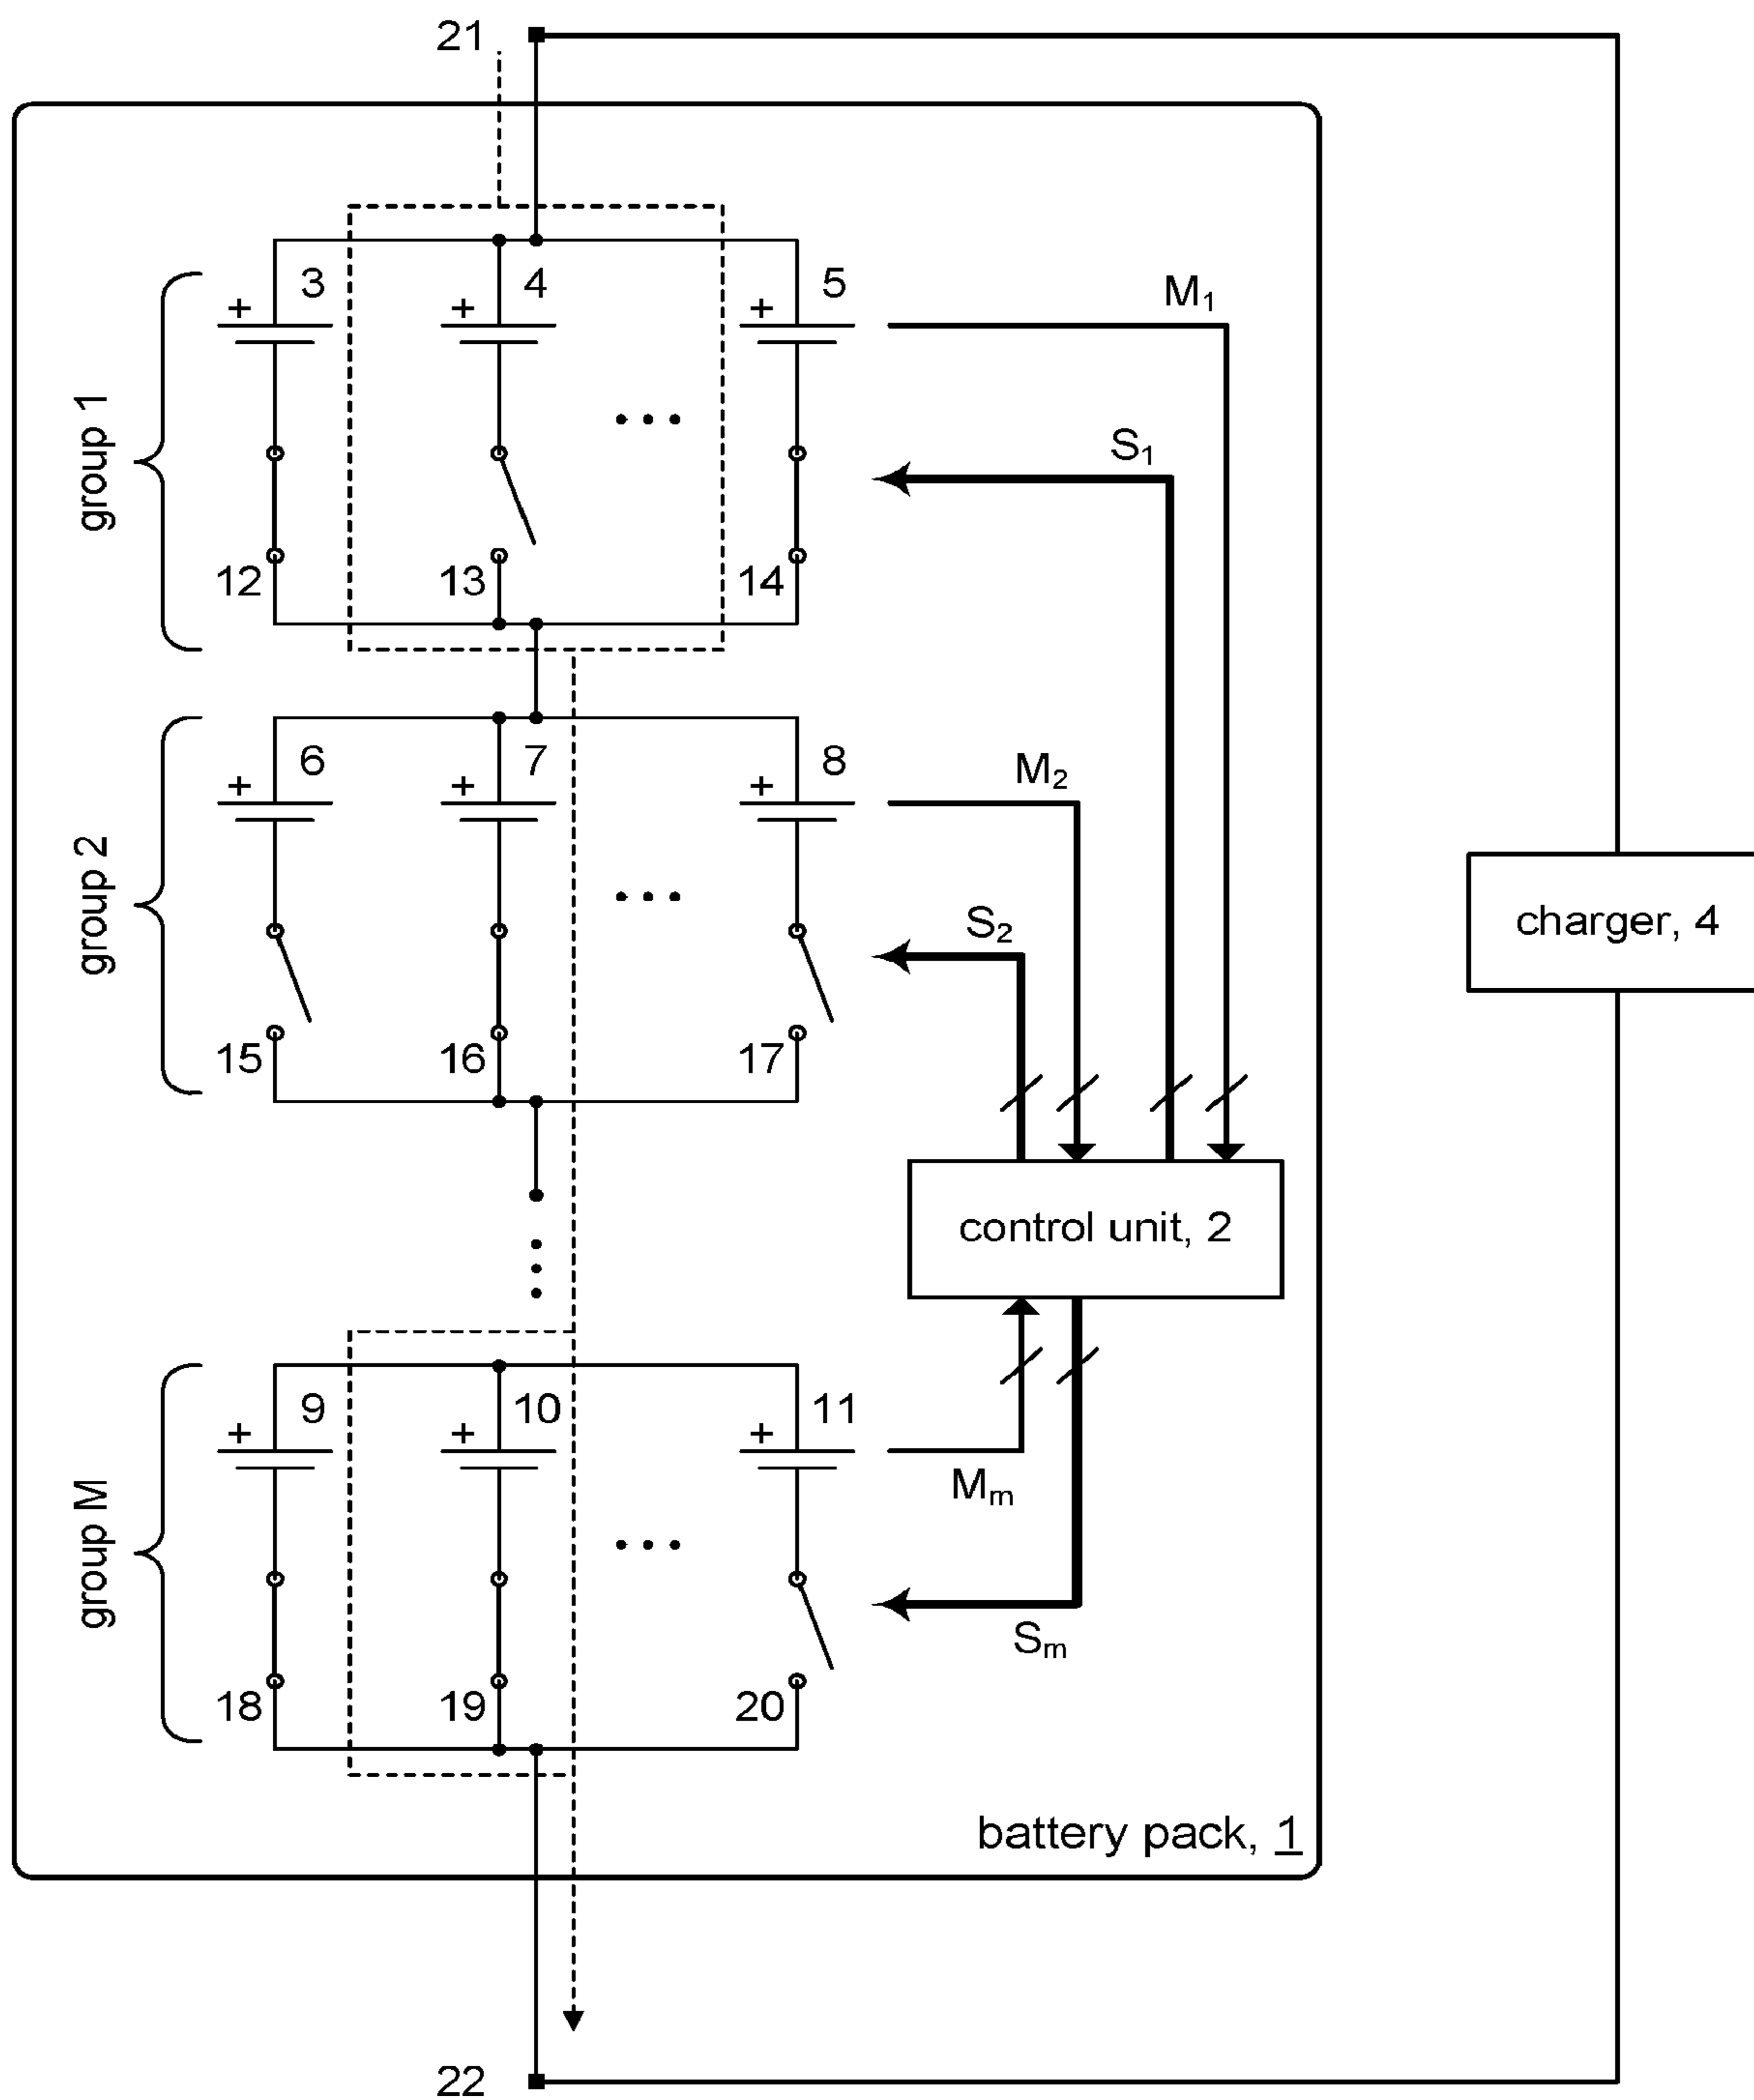 21
3
4
5
+
+
+
M₁
group 1
S₁
12
13
14
6
7
8
+
+
+
M₂
group 2
S₂
charger, 4
15
16
17
control unit, 2
9
10
11
+
+
+
Mₘ
group M
Sₘ
18
19
20
battery pack, 1
22